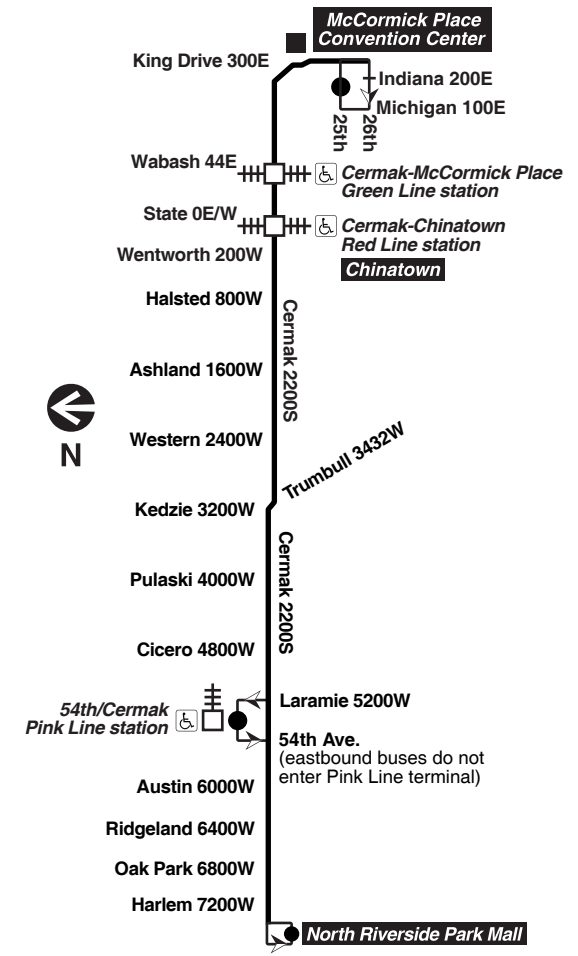 McCormick Place
Convention Center
King Drive 300E
Indiana 200E
Michigan 100E
25th
26th
Wabash 44E
Cermak-McCormick Place
Green Line station
State 0E/W
Cermak-Chinatown
Red Line station
Wentworth 200W
Chinatown
Halsted 800W
Cermak 2200S
Ashland 1600W
N
Western 2400W
Trumbull 3432W
Kedzie 3200W
Cermak 2200S
Pulaski 4000W
Cicero 4800W
Laramie 5200W
54th/Cermak
Pink Line station
54th Ave.
(eastbound buses do not
enter Pink Line terminal)
Austin 6000W
Ridgeland 6400W
Oak Park 6800W
Harlem 7200W
North Riverside Park Mall